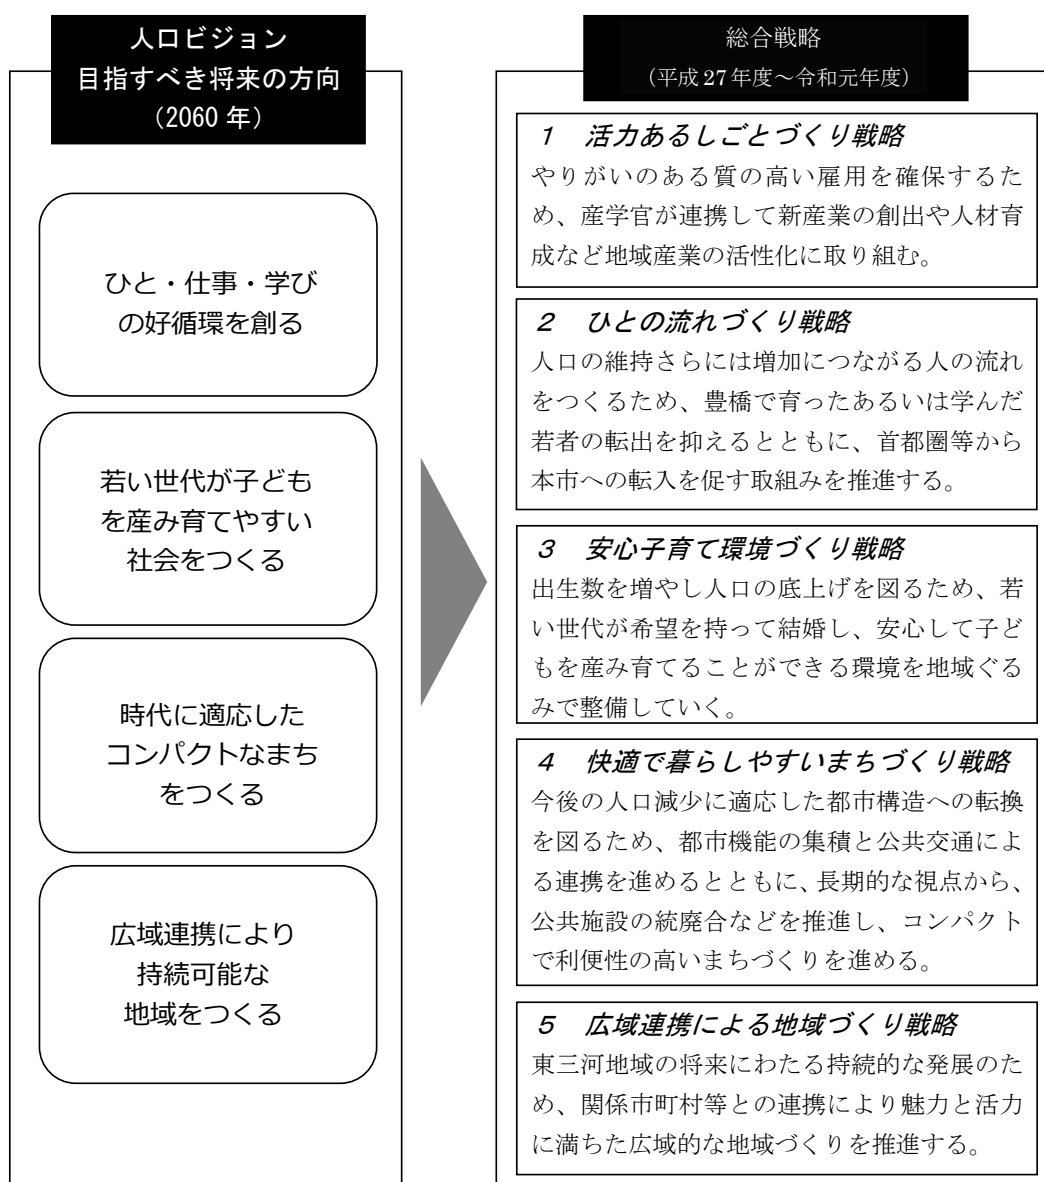 人口ビジョン
目指すべき将来の方向
（2060 年）
ひと・仕事・学び
の好循環を創る
若い世代が子ども
を産み育てやすい
社会をつくる
時代に適応した
コンパクトなまち
をつくる
広域連携により
持続可能な
地域をつくる
総合戦略
（平成 27 年度～令和元年度）
１　活力あるしごとづくり戦略
やりがいのある質の高い雇用を確保するた
め、産学官が連携して新産業の創出や人材育
成など地域産業の活性化に取り組む。
２　ひとの流れづくり戦略
人口の維持さらには増加につながる人の流れ
をつくるため、豊橋で育ったあるいは学んだ
若者の転出を抑えるとともに、首都圏等から
本市への転入を促す取組みを推進する。
３　安心子育て環境づくり戦略
出生数を増やし人口の底上げを図るため、若
い世代が希望を持って結婚し、安心して子ど
もを産み育てることができる環境を地域ぐる
みで整備していく。
４　快適で暮らしやすいまちづくり戦略
今後の人口減少に適応した都市構造への転換
を図るため、都市機能の集積と公共交通によ
る連携を進めるとともに、長期的な視点から、
公共施設の統廃合などを推進し、コンパクト
で利便性の高いまちづくりを進める。
５　広域連携による地域づくり戦略
東三河地域の将来にわたる持続的な発展のた
め、関係市町村等との連携により魅力と活力
に満ちた広域的な地域づくりを推進する。